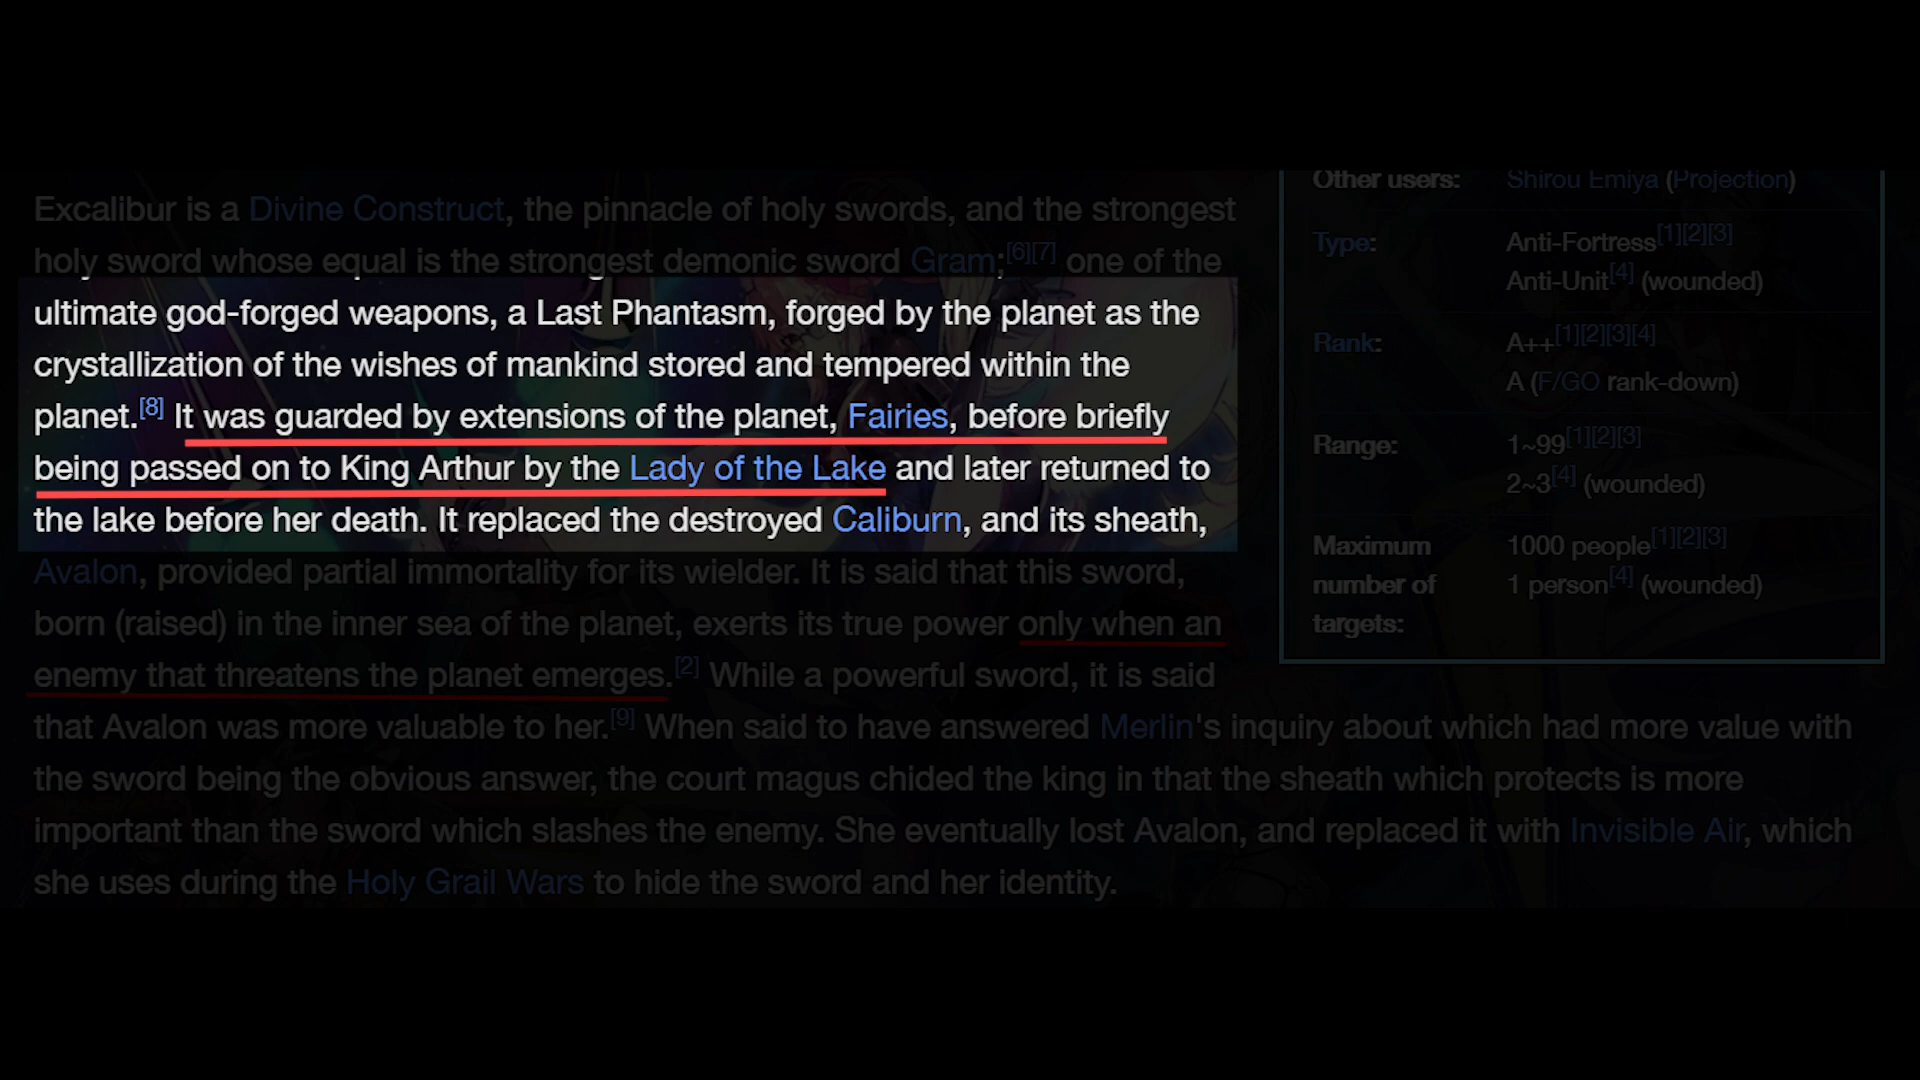 Excalibur is a Divine Construct, the pinnacle of holy swords, and the strongest
holy sword whose equal is the strongest demonic sword Gram;[6][7] one of the
ultimate god-forged weapons, a Last Phantasm, forged by the planet as the
crystallization of the wishes of mankind stored and tempered within the
planet.[8] It was guarded by extensions of the planet, Fairies, before briefly
being passed on to King Arthur by the Lady of the Lake and later returned to
the lake before her death. It replaced the destroyed Caliburn, and its sheath,
Avalon, provided partial immortality for its wielder. It is said that this sword,
born (raised) in the inner sea of the planet, exerts its true power only when an
enemy that threatens the planet emerges.[2] While a powerful sword, it is said
that Avalon was more valuable to her.[9] When said to have answered Merlin's inquiry about which had more value with
the sword being the obvious answer, the court magus chided the king in that the sheath which protects is more
important than the sword which slashes the enemy. She eventually lost Avalon, and replaced it with Invisible Air, which
she uses during the Holy Grail Wars to hide the sword and her identity.
Other users: Shirou Emiya (Projection)
Type: Anti-Fortress[1][2][3]
Anti-Unit[4] (wounded)
Rank: A++[1][2][3][4]
A (F/GO rank-down)
Range: 1~99[1][2][3]
2~3[4] (wounded)
Maximum 1000 people[1][2][3]
number of 1 person[4] (wounded)
targets: